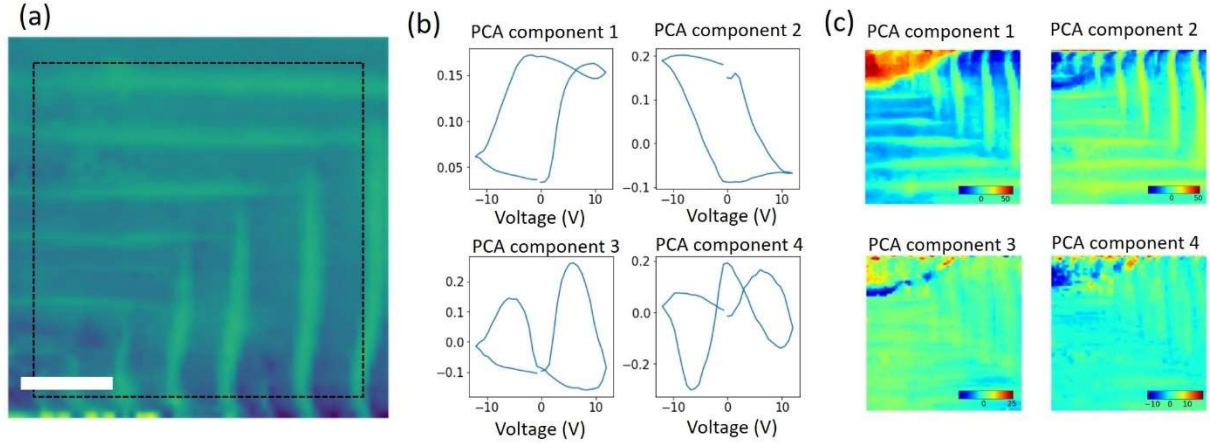 (a)
(b)
PCA component 1
0.15
0.10
0.05
−10 0 10
Voltage (V)
PCA component 2
0.2
0.1
0.0
−0.1
−10 0 10
Voltage (V)
PCA component 3
0.2
0.1
0.0
−0.1
−10 0 10
Voltage (V)
PCA component 4
0.2
0.0
−0.2
−10 0 10
Voltage (V)
(c)
PCA component 1
0 50
PCA component 2
0 50
PCA component 3
0 25
PCA component 4
−10 0